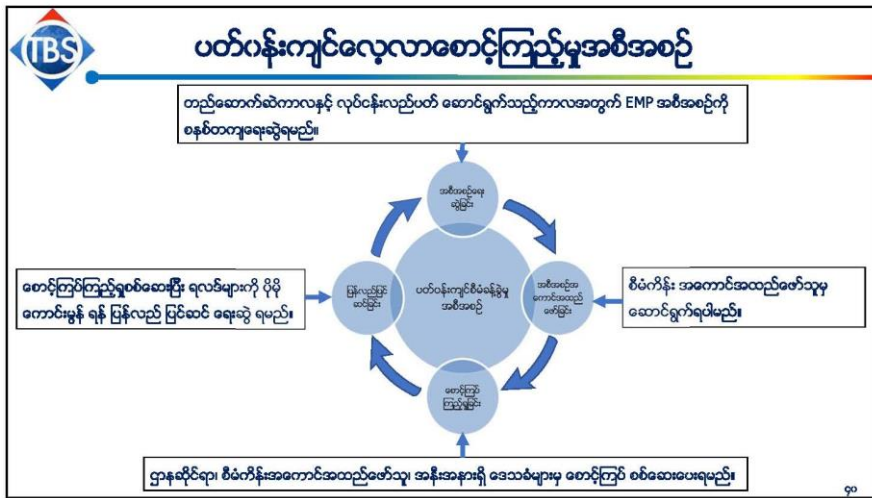 TBS
ပတ်ဝန်းကျင်လေ့လာစောင့်ကြည့်မှုအစီအစဉ်
တည်ဆောက်ဆဲကာလနှင့် လုပ်ငန်းလည်ပတ် ဆောင်ရွက်သည့်ကာလအတွက် EMP အစီအစဉ်ကို
စနစ်တကျရေးဆွဲရမည်။
အစီအစဉ်ရေး
ဆွဲခြင်း
စောင့်ကြပ်ကြည့်ရှုစစ်ဆေးပြီး ရလဒ်များကို ပိုမို
ကောင်းမွန် ရန် ပြန်လည် ပြင်ဆင် ရေးဆွဲ ရမည်။
ပြန်လည်ပြင်
ဆင်ခြင်း
ပတ်ဝန်းကျင်စီမံခန့်ခွဲမှု
အစီအစဉ်
အစီအစဉ်အ
ကောင်အထည်
ဖော်ခြင်း
စီမံကိန်း အကောင်အထည်ဖော်သူမှ
ဆောင်ရွက်ရပါမည်။
စောင့်ကြပ်
ကြည့်ရှုခြင်း
ဌာနဆိုင်ရာ၊ စီမံကိန်းအကောင်အထည်ဖော်သူ၊ အနီးအနားရှိ ဒေသခံများမှ စောင့်ကြပ် စစ်ဆေးပေးရမည်။
၄၀